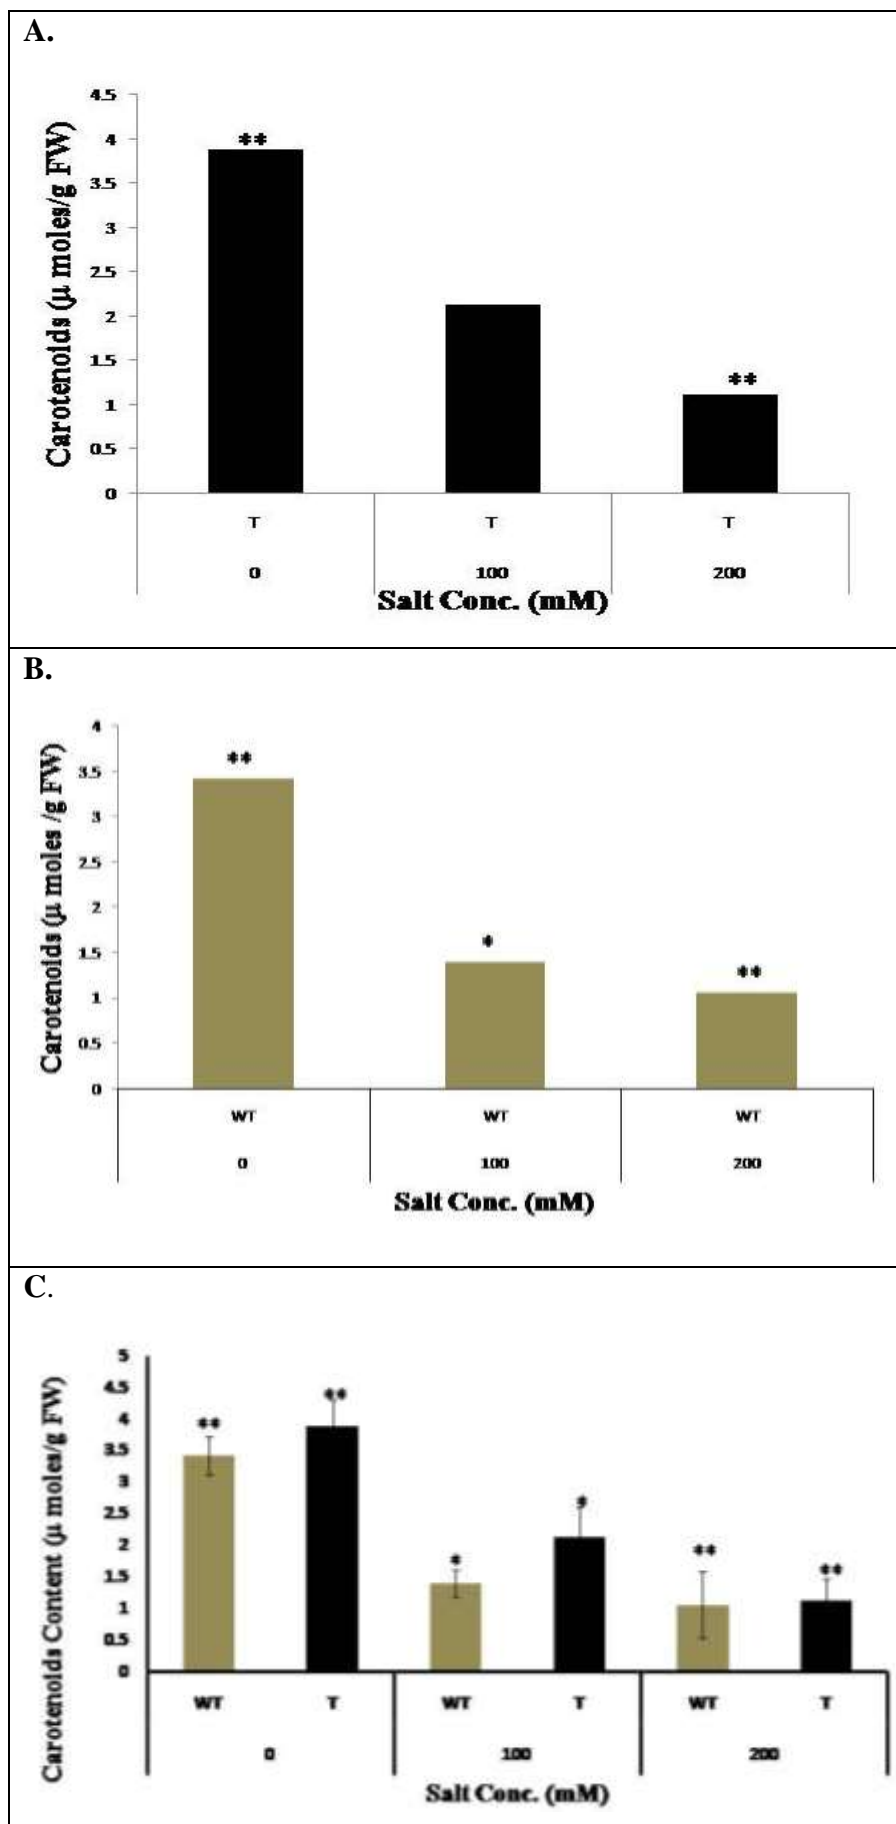 A.
Carotenoids (μ moles/g FW)
4.5
4
3.5
3
2.5
2
1.5
1
0.5
0
**
**
T T T
0 100 200
Salt Conc. (mM)
B.
Carotenoids (μ moles /g FW)
4
3.5
3
2.5
2
1.5
1
0.5
0
**
*
**
WT WT WT
0 100 200
Salt Conc. (mM)
C.
Carotenoids Content (μ moles/g FW)
5
4.5
4
3.5
3
2.5
2
1.5
1
0.5
0
** **
* *
** **
WT T WT T WT T
0 100 200
Salt Conc. (mM)